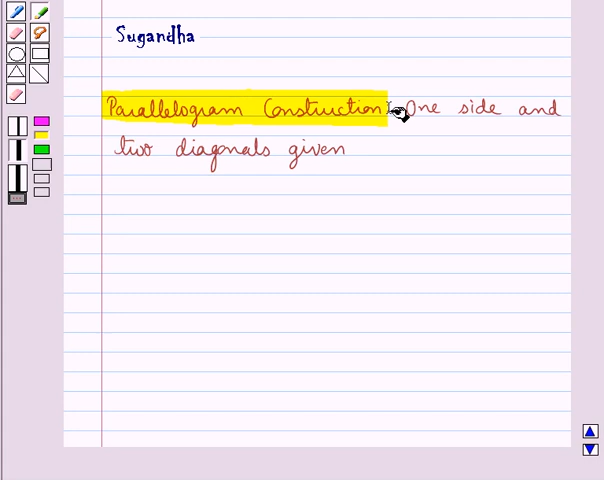 Sugandha
Parallelogram Construction: One side and
two diagonals given